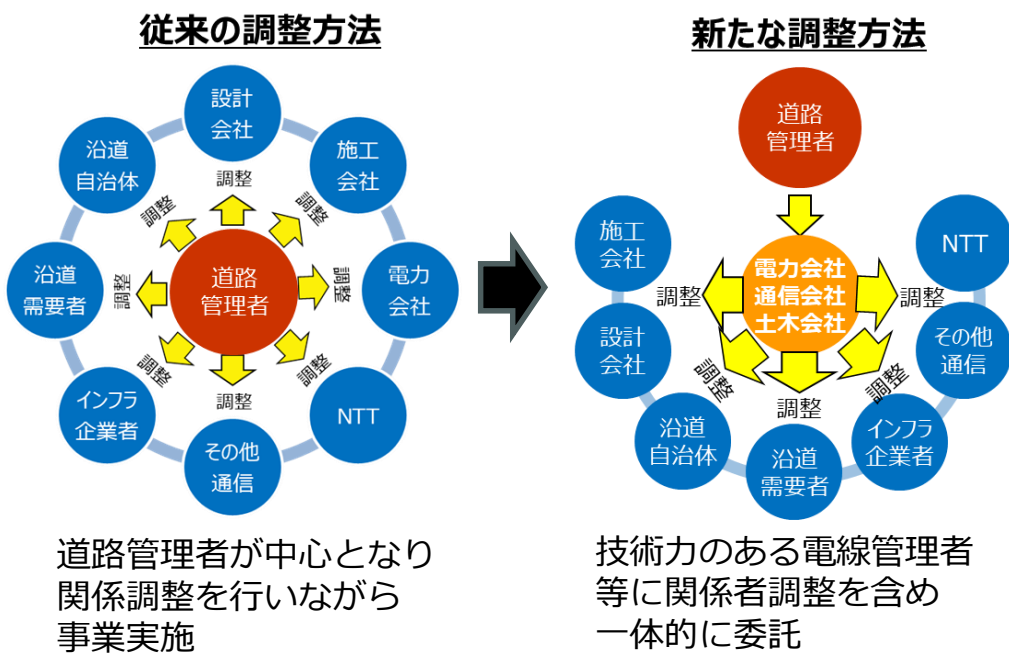 従来の調整方法
設計
会社
施工
会社
電力
会社
NTT
その他
通信
インフラ
企業者
沿道
需要者
沿道
自治体
調整
調整
調整
調整
調整
調整
調整
調整
道路
管理者
道路管理者が中心となり
関係調整を行いながら
事業実施
新たな調整方法
道路
管理者
電力会社
通信会社
土木会社
調整
調整
調整
調整
調整
施工
会社
設計
会社
沿道
自治体
沿道
需要者
インフラ
企業者
その他
通信
NTT
技術力のある電線管理者
等に関係者調整を含め
一体的に委託